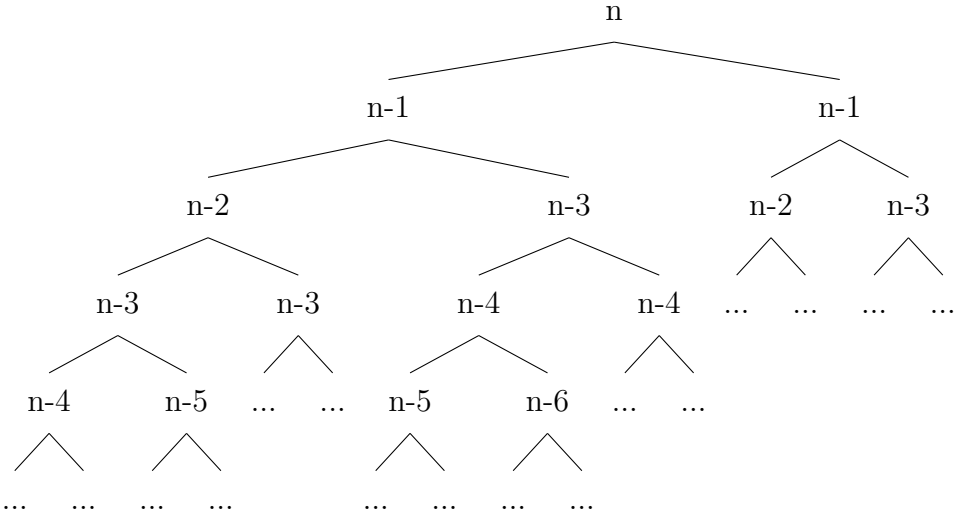 n
n-1 n-1
n-2 n-3 n-2 n-3
n-3 n-3 n-4 n-4 ... ... ... ...
n-4 n-5 ... ... n-5 n-6 ... ...
... ... ... ... ... ... ... ...